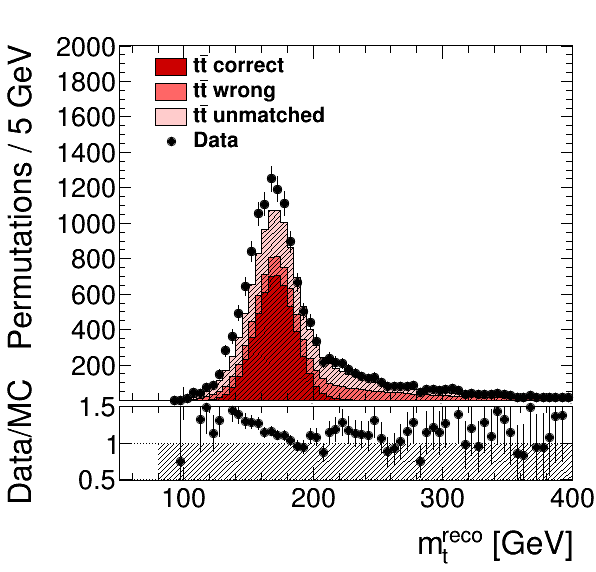 Permutations / 5 GeV
2000
1800
1600
1400
1200
1000
800
600
400
200
tt̄ correct
tt̄ wrong
tt̄ unmatched
Data
Data/MC
1.5
1
0.5
100 200 300 400
m_t^reco [GeV]